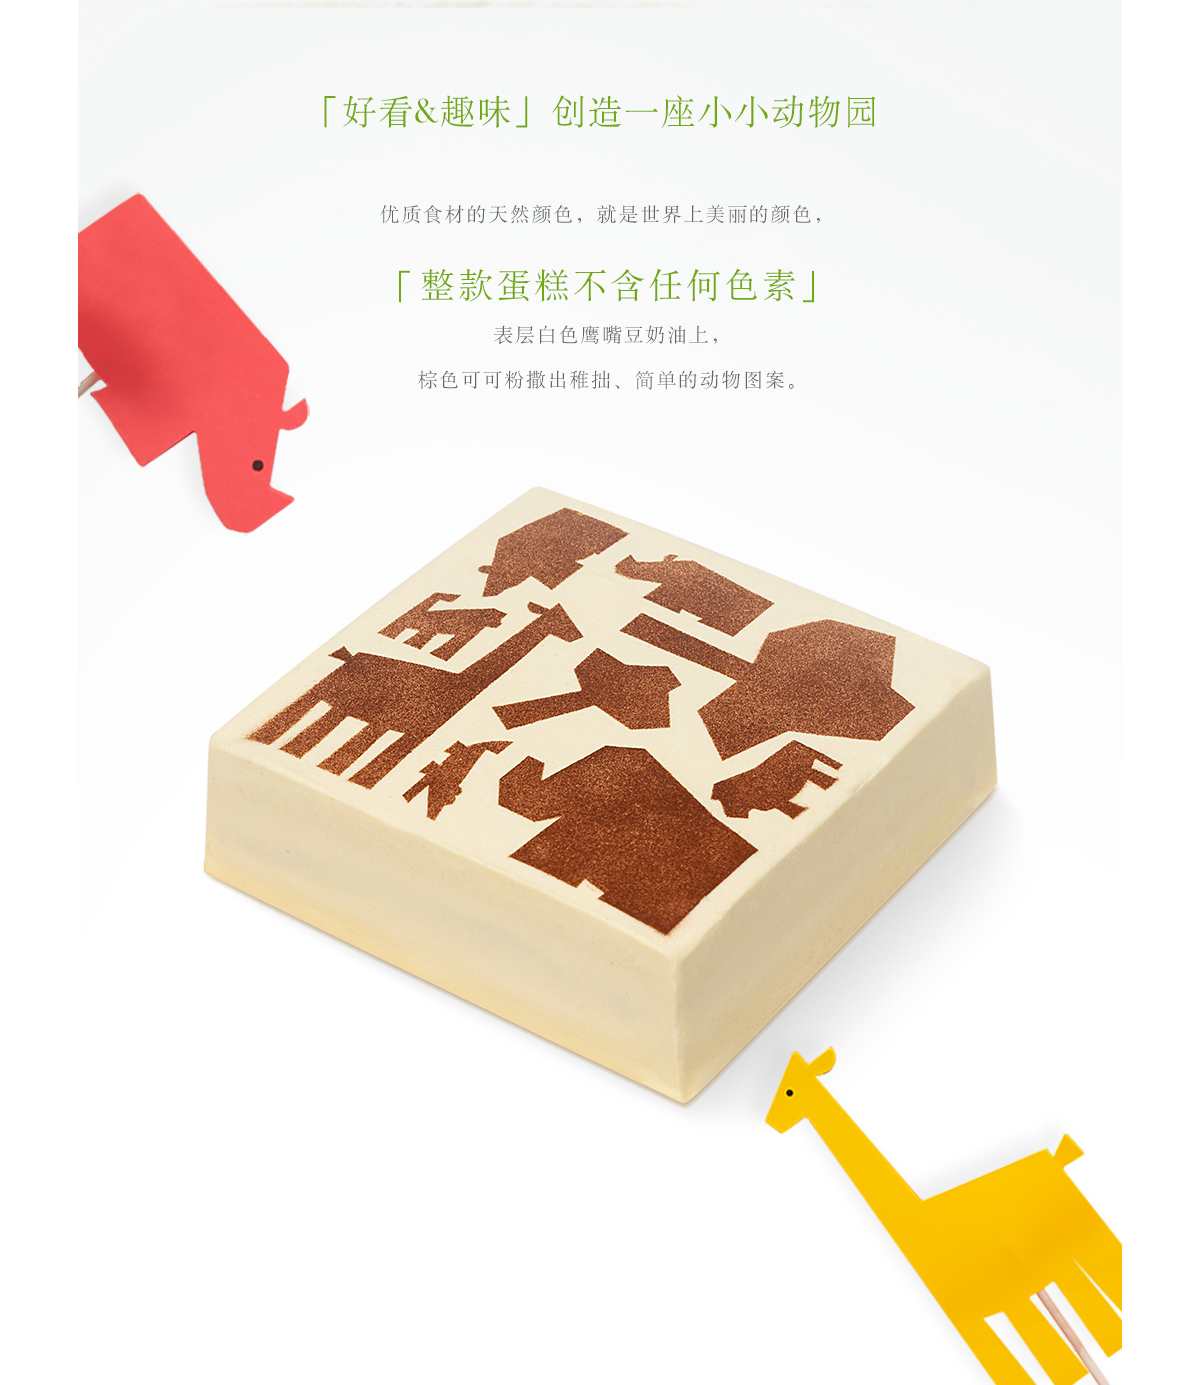 「好看&趣味」创造一座小小动物园
优质食材的天然颜色，就是世界上美丽的颜色，
「整款蛋糕不含任何色素」
表层白色鹰嘴豆奶油上，
棕色可可粉撒出稚拙、简单的动物图案。